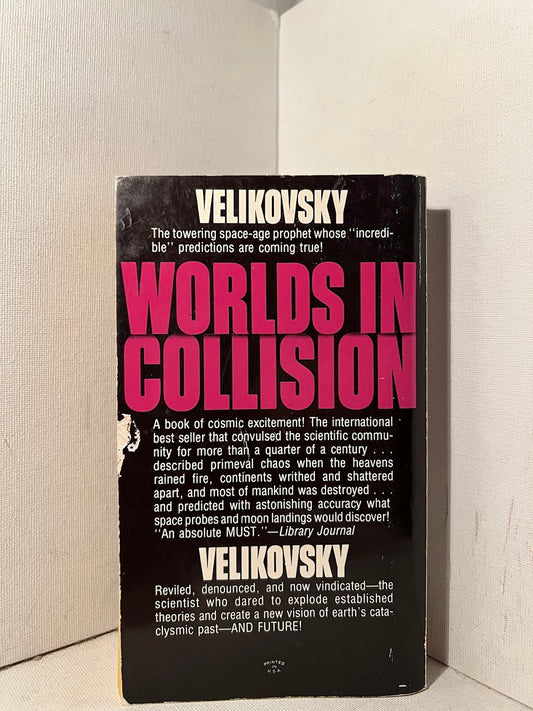 VELIKOVSKY
The towering space-age prophet whose "incredi-
ble" predictions are coming true!
WORLDS IN
COLLISION
A book of cosmic excitement! The international
best seller that convulsed the scientific commu-
nity for more than a quarter of a century . . .
described primeval chaos when the heavens
rained fire, continents writhed and shattered
apart, and most of mankind was destroyed . . .
and predicted with astonishing accuracy what
space probes and moon landings would discover!
"An absolute MUST."—Library Journal
VELIKOVSKY
Reviled, denounced, and now vindicated—the
scientist who dared to explode established
theories and create a new vision of earth's cata-
clysmic past—AND FUTURE!
PRINTED
IN
U.S.A.